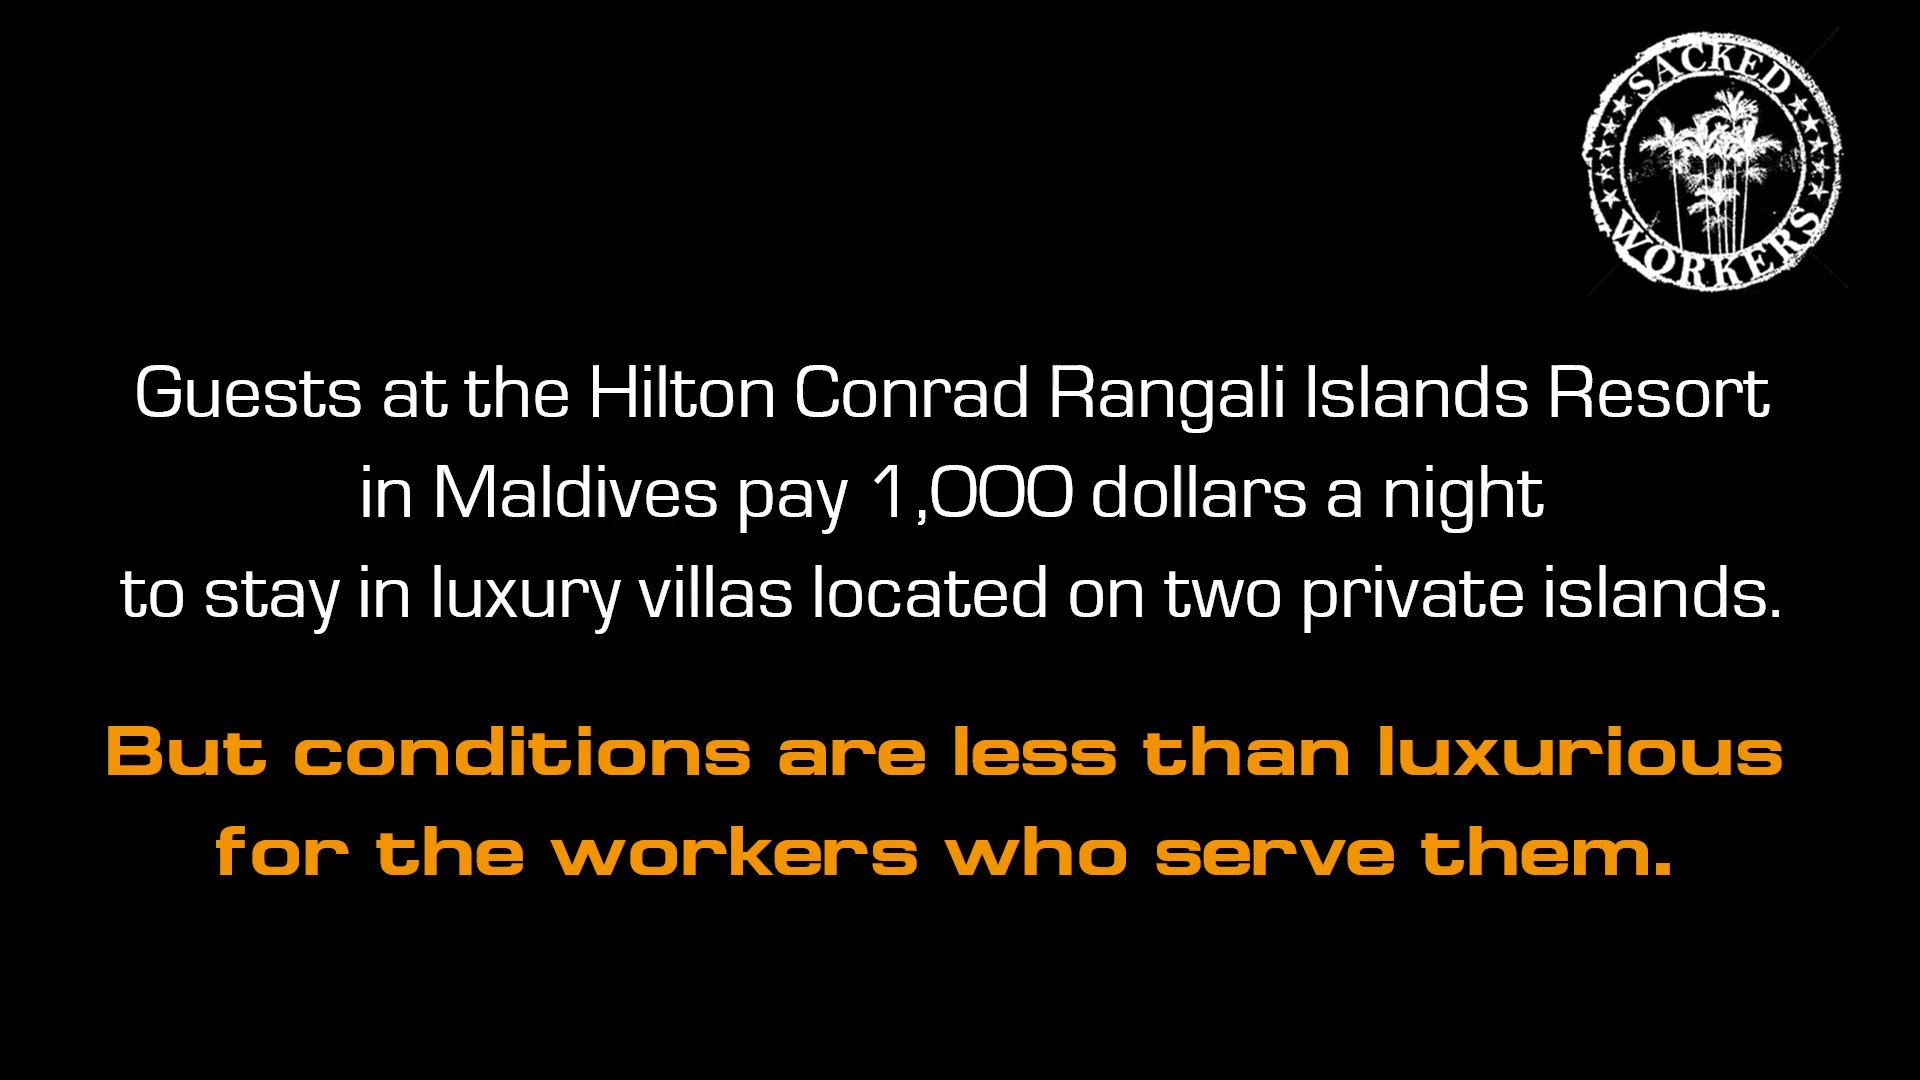 SACKED
WORKERS
Guests at the Hilton Conrad Rangali Islands Resort
in Maldives pay 1,000 dollars a night
to stay in luxury villas located on two private islands.
But conditions are less than luxurious
for the workers who serve them.